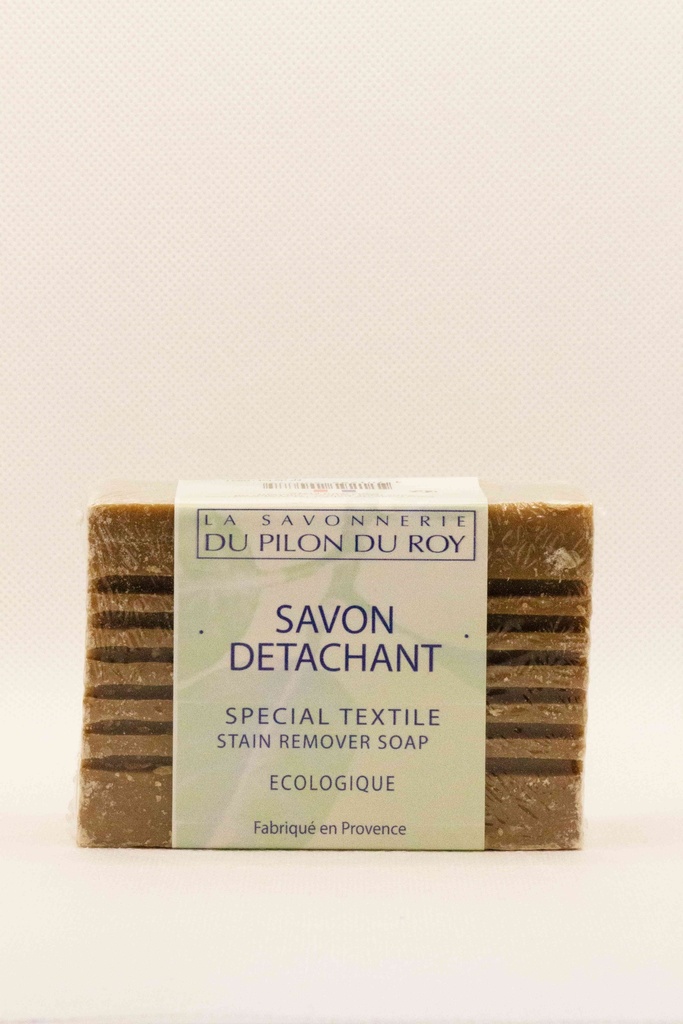 LA SAVONNERIE
DU PILON DU ROY
SAVON
DETACHANT
SPECIAL TEXTILE
STAIN REMOVER SOAP
ECOLOGIQUE
Fabriqué en Provence